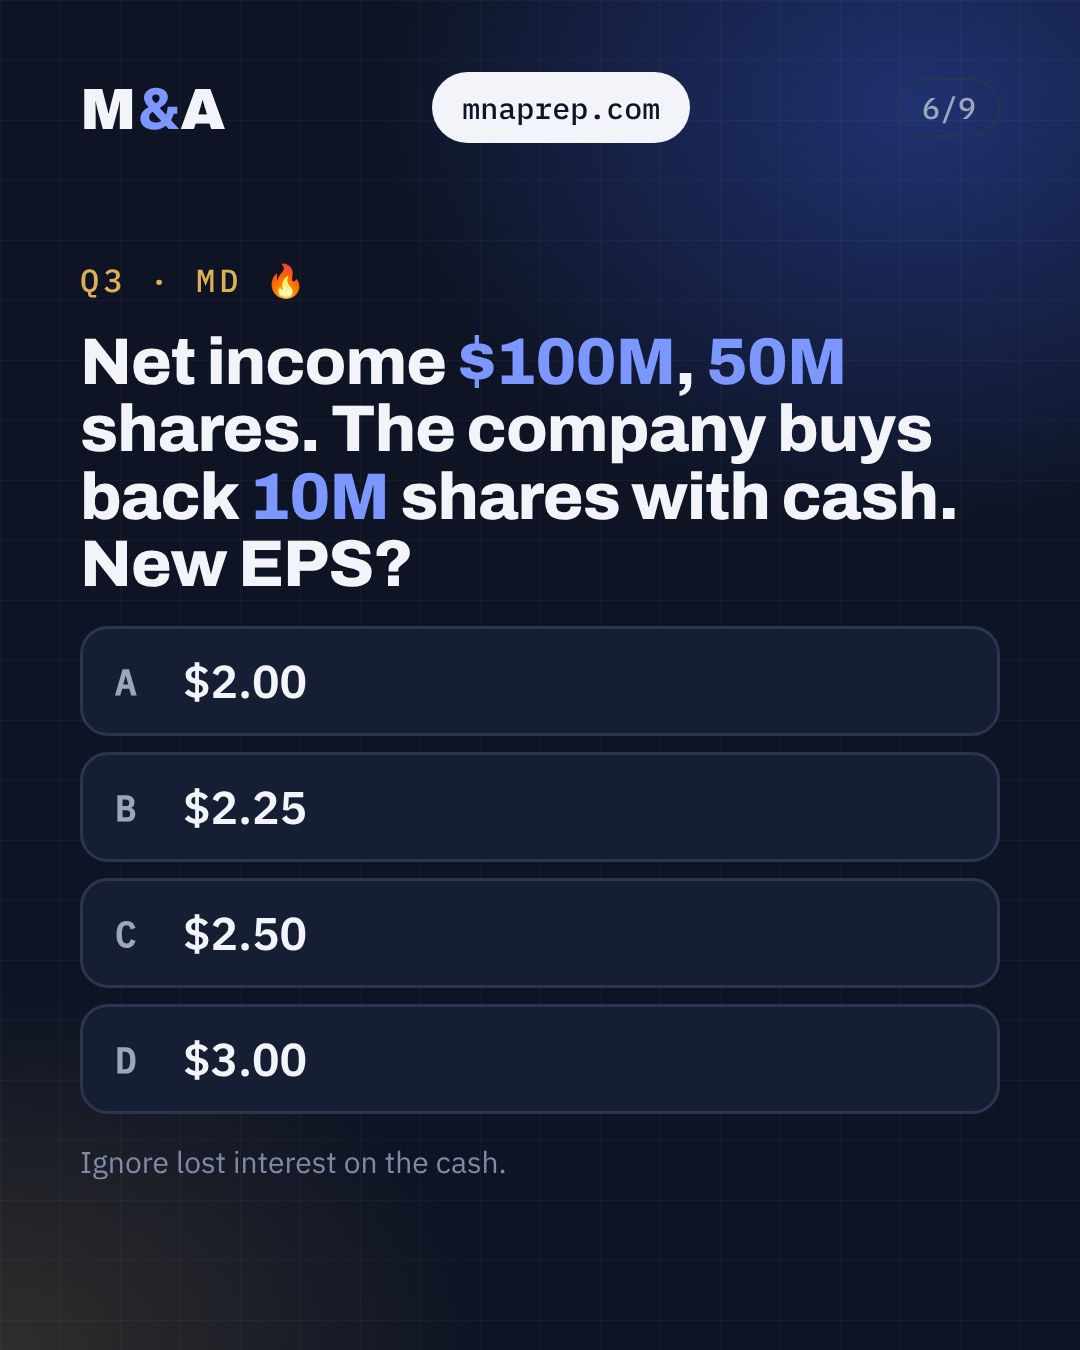 M&A
mnaprep.com
6/9
Q3 · MD 🔥
Net income $100M, 50M
shares. The company buys
back 10M shares with cash.
New EPS?
A $2.00
B $2.25
C $2.50
D $3.00
Ignore lost interest on the cash.